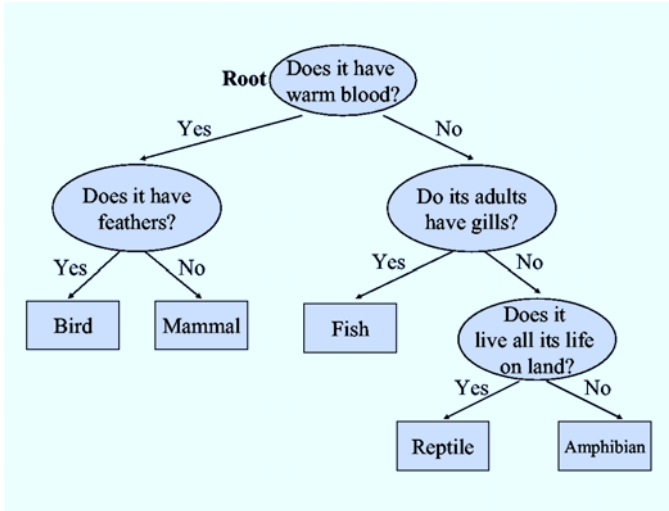 Root
Does it have
warm blood?
Yes
No
Does it have
feathers?
Do its adults
have gills?
Yes
No
Yes
No
Bird
Mammal
Fish
Does it
live all its life
on land?
Yes
No
Reptile
Amphibian